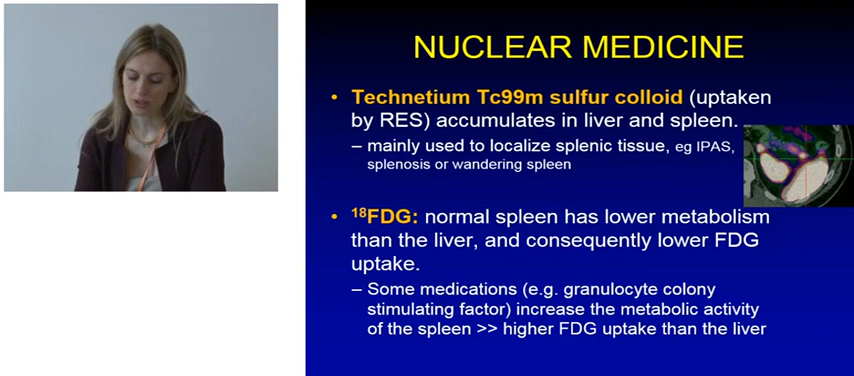 NUCLEAR MEDICINE
• Technetium Tc99m sulfur colloid (uptaken
by RES) accumulates in liver and spleen.
– mainly used to localize splenic tissue, eg IPAS,
splenosis or wandering spleen
• ¹⁸FDG: normal spleen has lower metabolism
than the liver, and consequently lower FDG
uptake.
– Some medications (e.g. granulocyte colony
stimulating factor) increase the metabolic activity
of the spleen >> higher FDG uptake than the liver